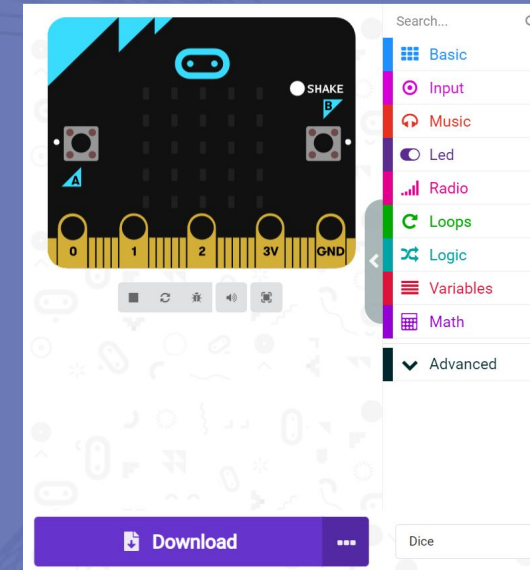 Search...
Basic
Input
Music
Led
Radio
Loops
Logic
Variables
Math
Advanced
SHAKE
B
A
0 1 2 3V GND
Download
Dice